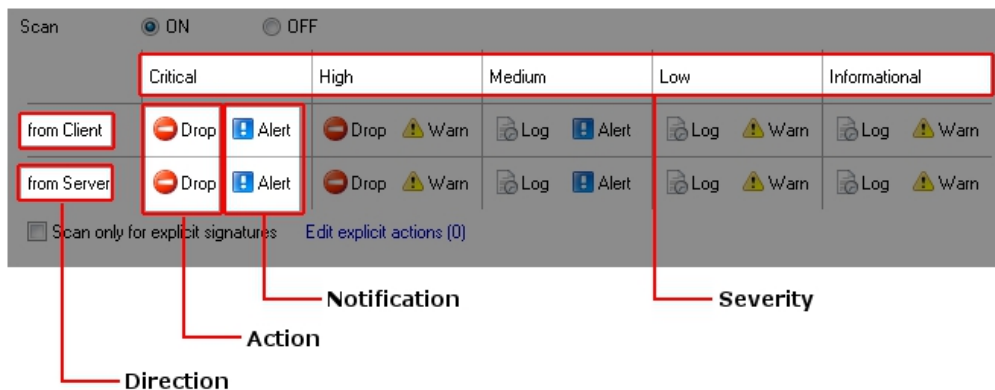 Scan ON OFF
Critical High Medium Low Informational
from Client Drop Alert Drop Warn Log Alert Log Warn Log Warn
from Server Drop Alert Drop Warn Log Alert Log Warn Log Warn
Scan only for explicit signatures Edit explicit actions (0)
Notification Severity
Action
Direction